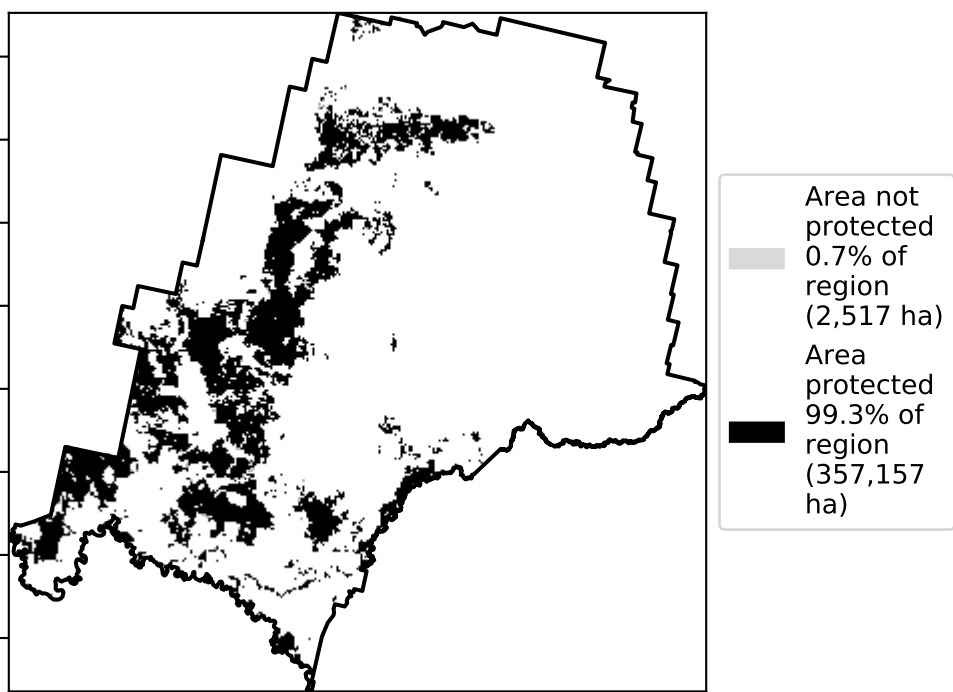 Area not
protected
0.7% of
region
(2,517 ha)
Area
protected
99.3% of
region
(357,157
ha)